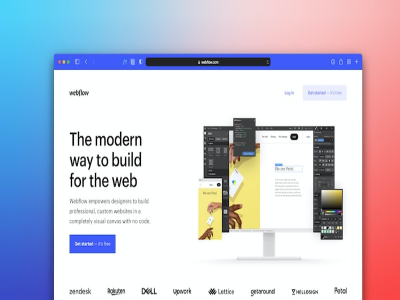 webflow.com
webflow
Log in
Get started — it's free
The modern
way to build
for the web
Webflow empowers designers to build
professional, custom websites in a
completely visual canvas with no code.
Get started — it's free
zendesk Rakuten DELL Upwork Lattice getaround HELLOSIGN Petal